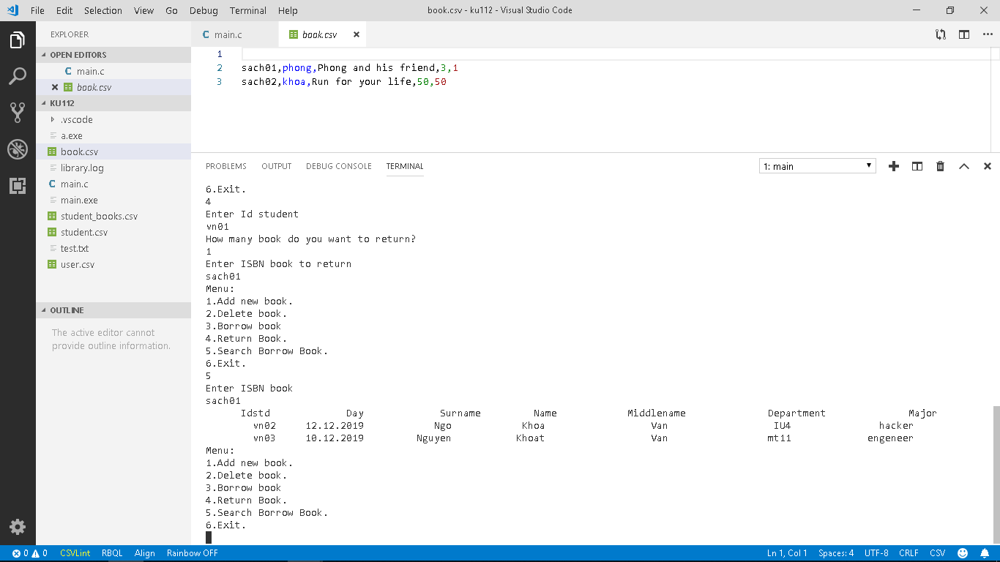 File Edit Selection View Go Debug Terminal Help book.csv - ku112 - Visual Studio Code
EXPLORER
OPEN EDITORS
main.c
book.csv
KU112
.vscode
a.exe
book.csv
library.log
main.c
main.exe
student_books.csv
student.csv
test.txt
user.csv
OUTLINE
The active editor cannot
provide outline information.
main.c book.csv
1
2 sach01,phong,Phong and his friend,3,1
3 sach02,khoa,Run for your life,50,50
PROBLEMS OUTPUT DEBUG CONSOLE TERMINAL 1: main
6.Exit.
4
Enter Id student
vn01
How many book do you want to return?
1
Enter ISBN book to return
sach01
Menu:
1.Add new book.
2.Delete book.
3.Borrow book
4.Return Book.
5.Search Borrow Book.
6.Exit.
5
Enter ISBN book
sach01
Idstd Day Surname Name Middlename Department Major
vn02 12.12.2019 Ngo Khoa Van IU4 hacker
vn03 10.12.2019 Nguyen Khoat Van mt11 engeneer
Menu:
1.Add new book.
2.Delete book.
3.Borrow book
4.Return Book.
5.Search Borrow Book.
6.Exit.
0 0 CSVLint RBQL Align Rainbow OFF Ln 1, Col 1 Spaces: 4 UTF-8 CRLF CSV